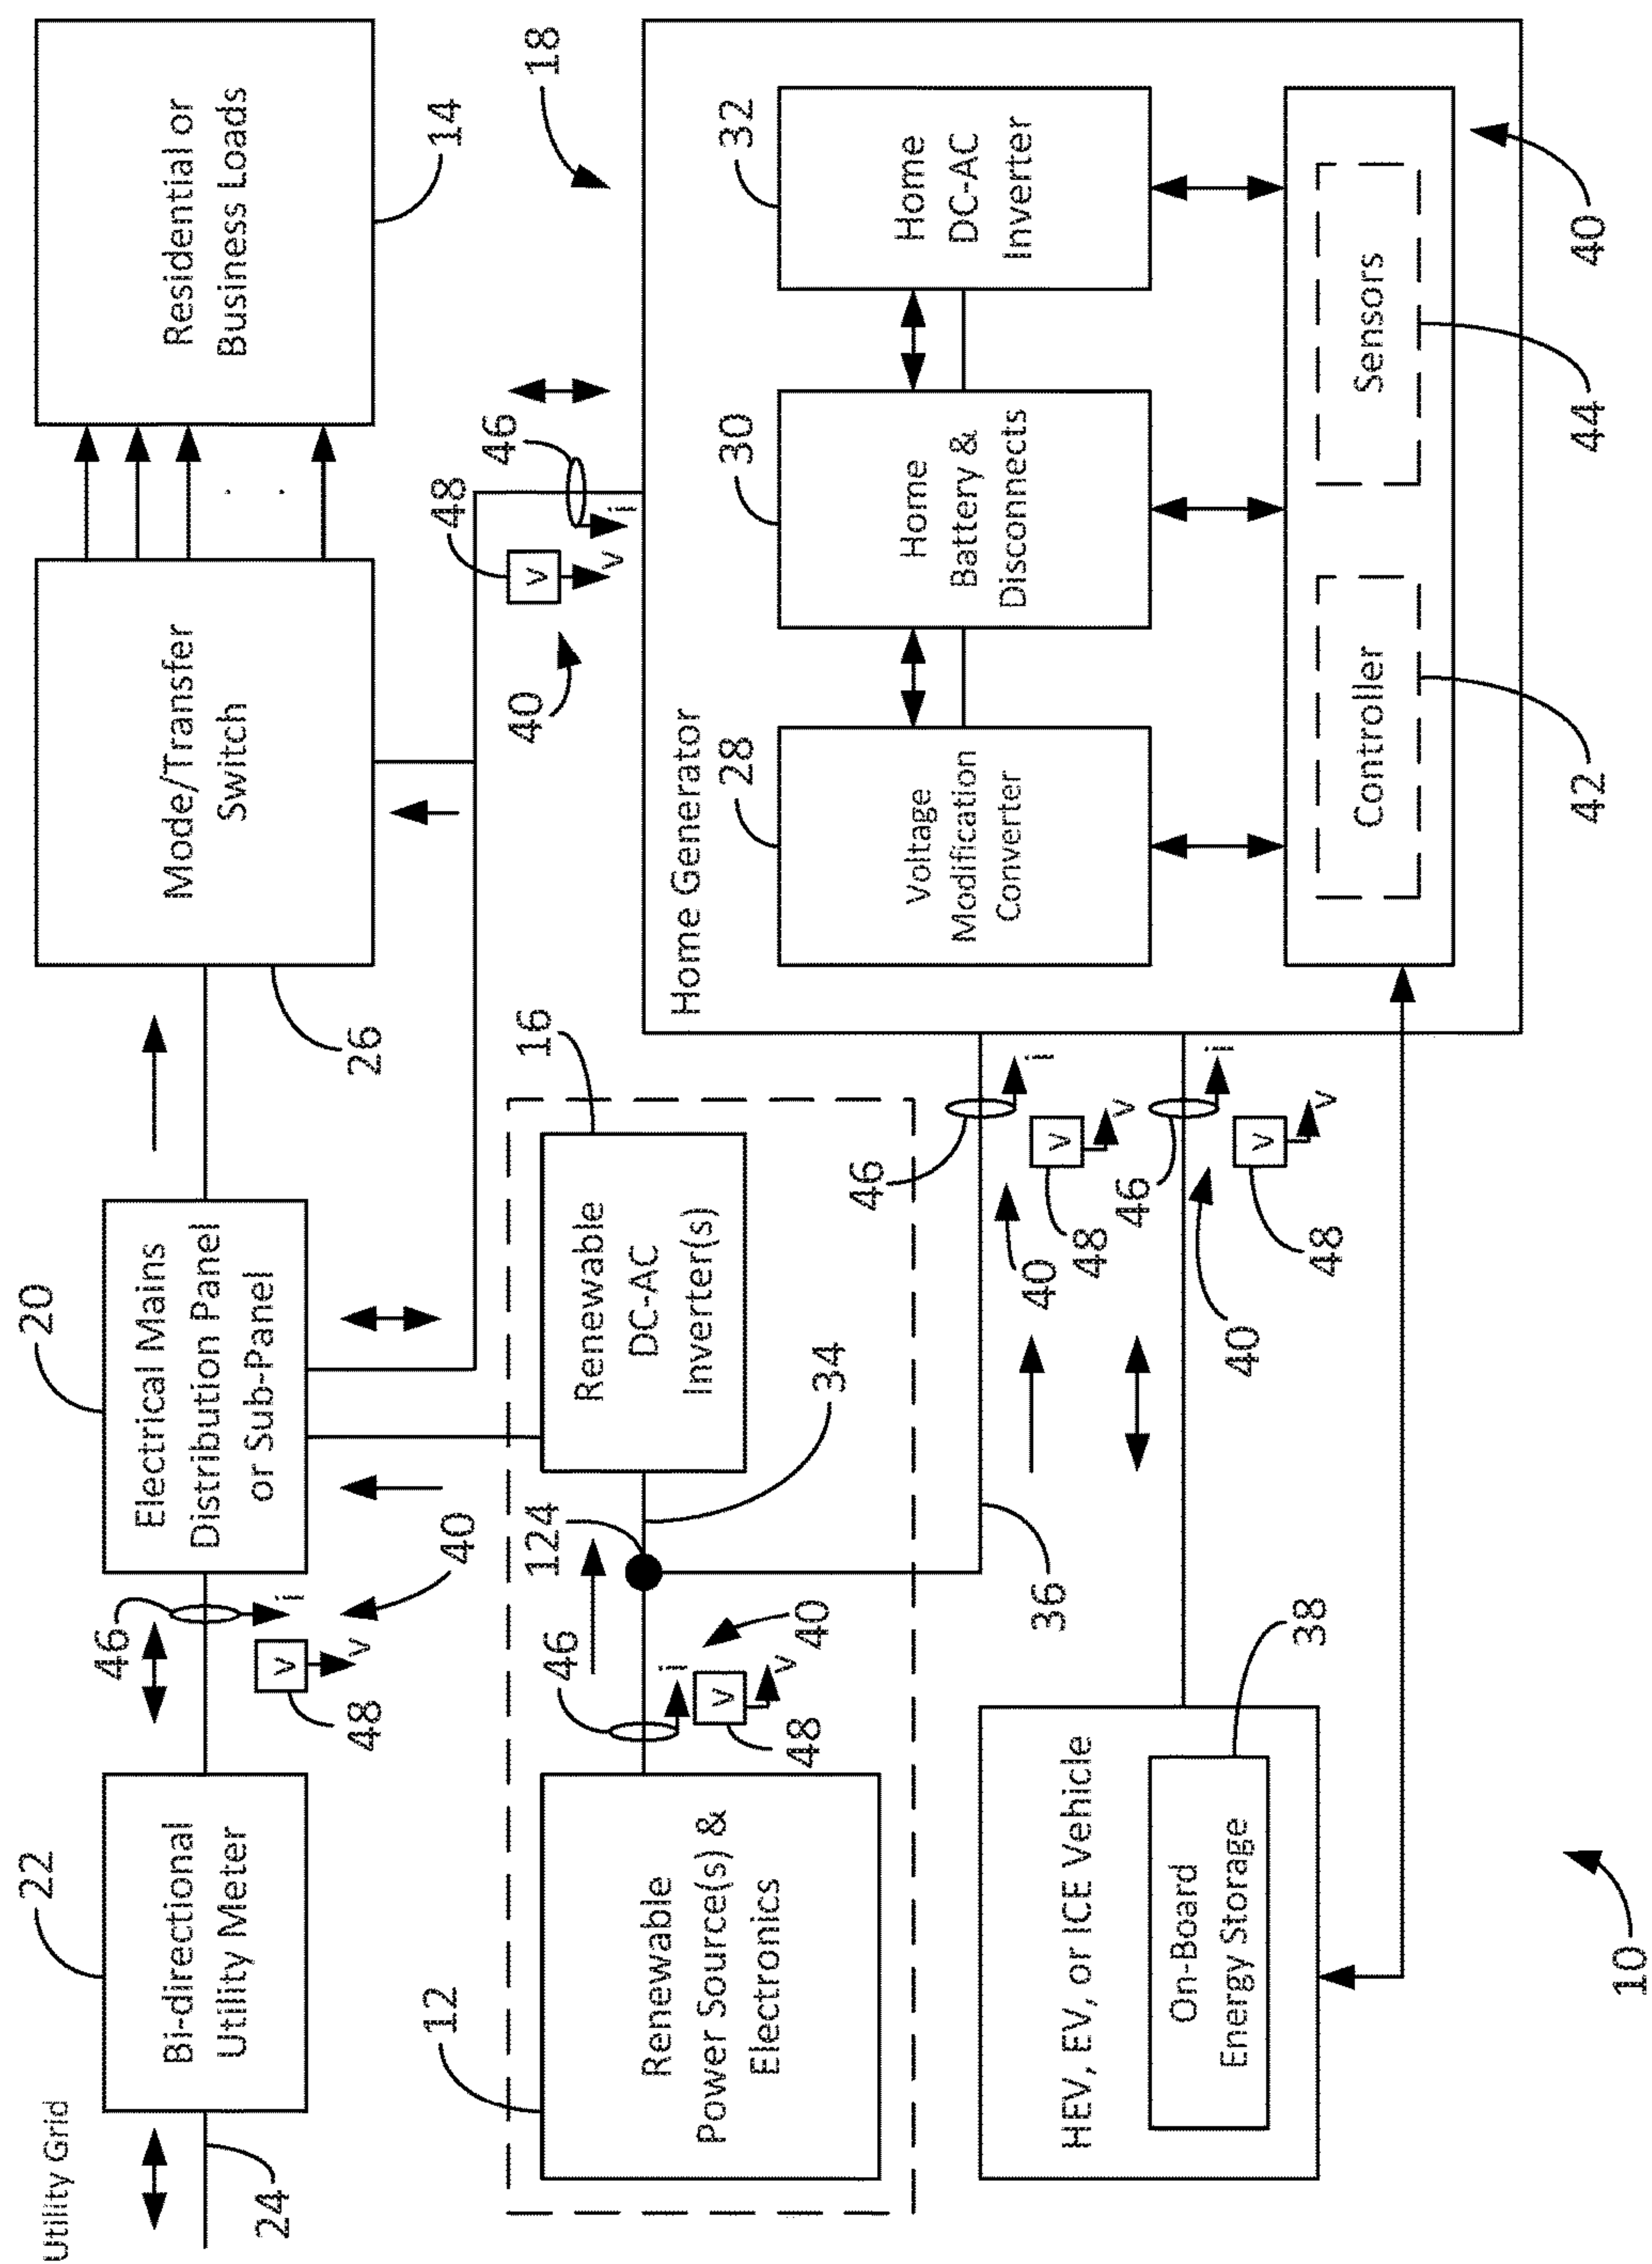 Utility Grid
24
22
Bi-directional
Utility Meter
46
i
v
v
48
40
20
Electrical Mains
Distribution Panel
or Sub-Panel
26
Mode/Transfer
Switch
Residential or
Business Loads
14
12
Renewable
Power Source(s) &
Electronics
46
i
v
v
48
40
124
34
16
Renewable
DC-AC
Inverter(s)
48
v
v
46
i
40
18
36
46
i
40
v
v
48
46
i
40
v
v
48
HEV, EV, or ICE Vehicle
On-Board
Energy Storage
38
Home Generator
28
Voltage
Modification
Converter
30
Home
Battery &
Disconnects
32
Home
DC-AC
Inverter
Controller
42
Sensors
44
40
10